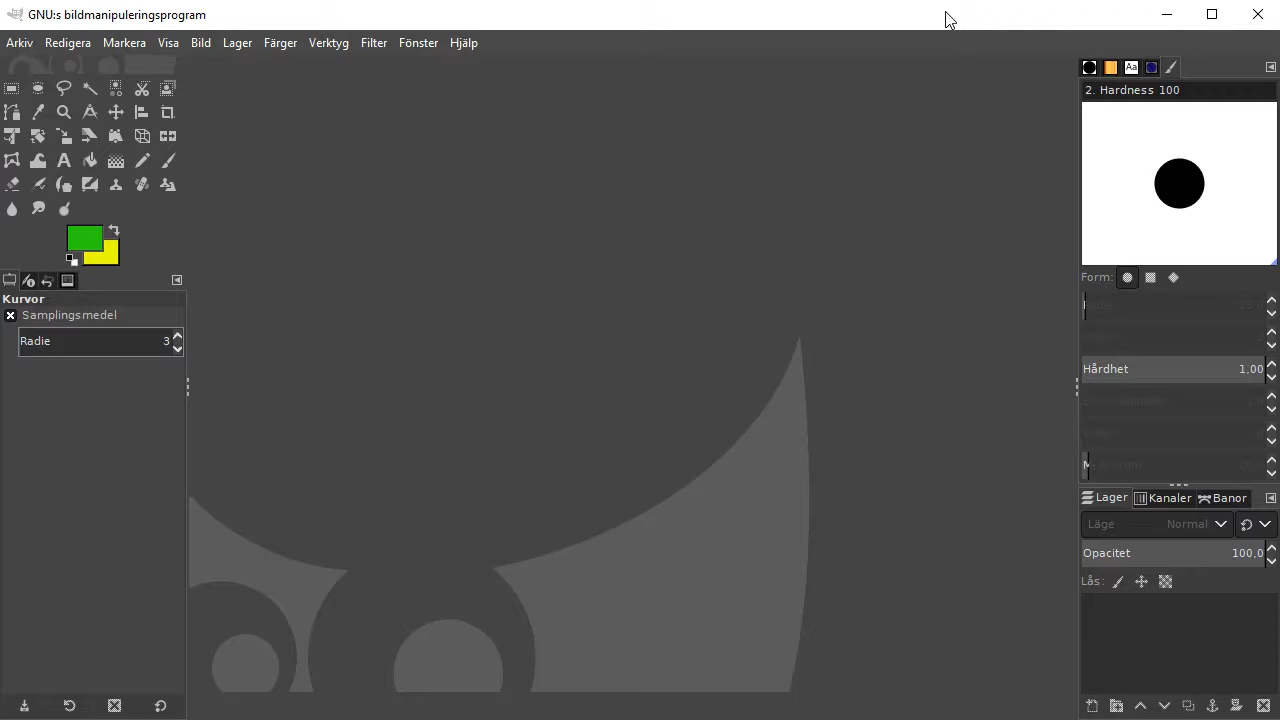 GNU:s bildmanipuleringsprogram
Arkiv Redigera Markera Visa Bild Lager Färger Verktyg Filter Fönster Hjälp
2. Hardness 100
Form:
Hårdhet 1,00
Kurvor
Samplingsmedel
Radie 3
Lager Kanaler Banor
Läge Normal
Opacitet 100,0
Lås: